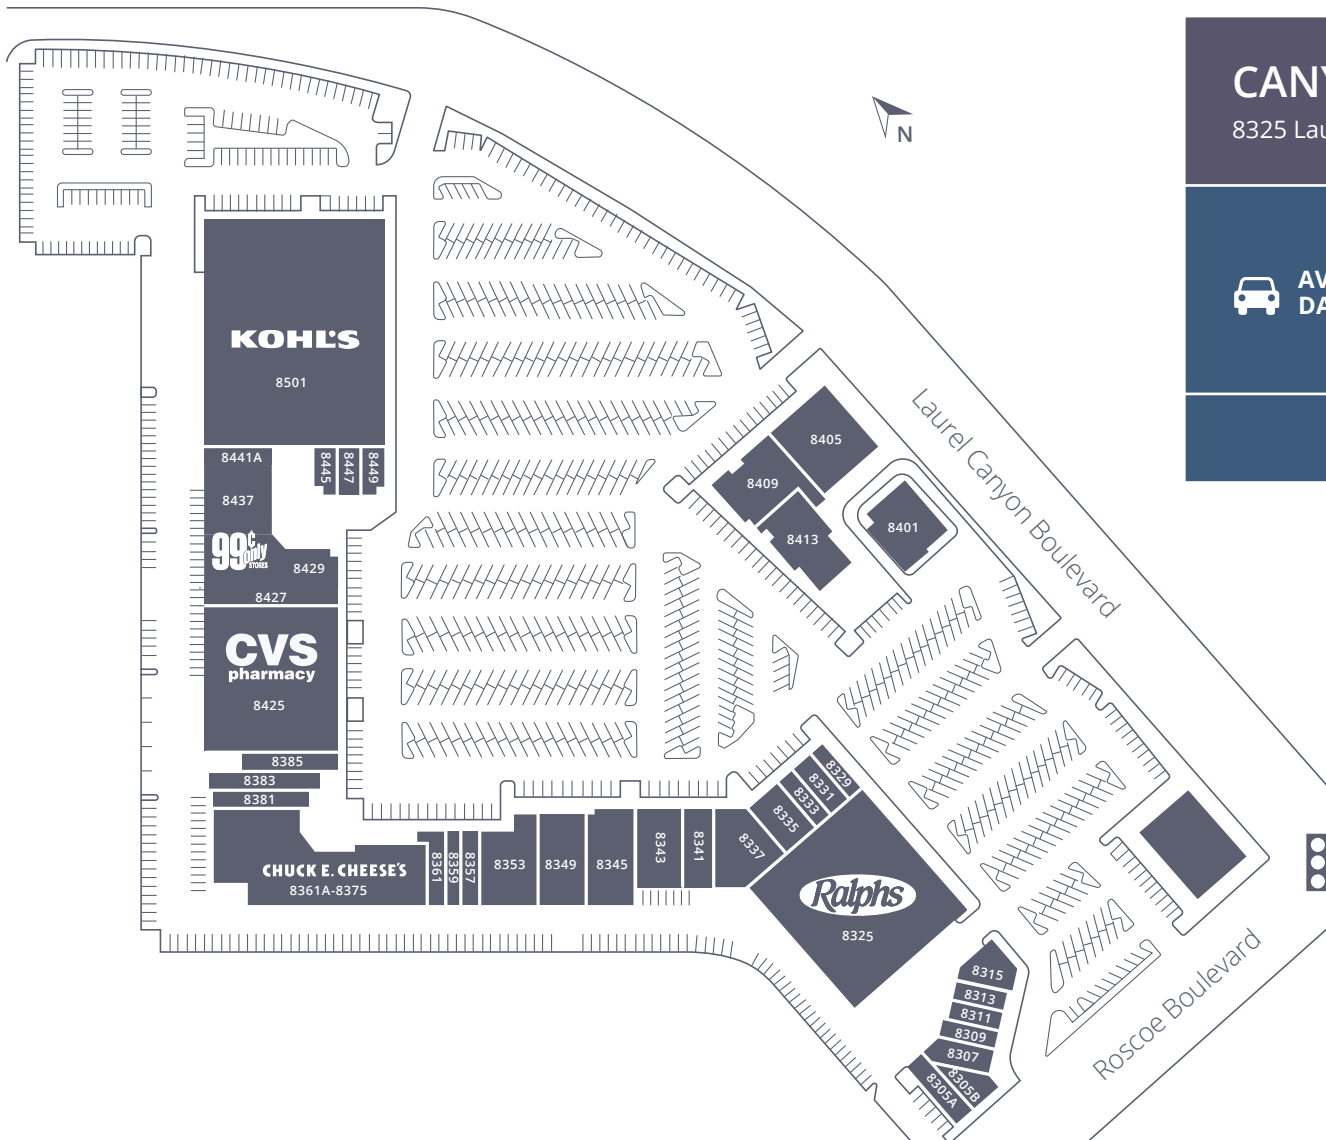 CANY
8325 Lau
AV
DA
N
KOHL'S
8501
8441A
8445
8447
8449
8437
99¢ only
STORES
8429
8427
CVS
pharmacy
8425
8385
8383
8381
CHUCK E. CHEESE'S
8361A-8375
8361
8359
8357
8353
8349
8345
8343
8341
8337
8335
8333
8331
8329
Ralphs
8325
8405
8409
8413
8401
Laurel Canyon Boulevard
8315
8313
8311
8309
8307
8305B
8305A
Roscoe Boulevard